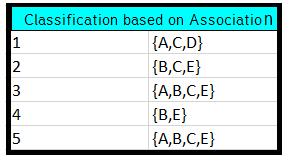 Classification based on Association
1 {A,C,D}
2 {B,C,E}
3 {A,B,C,E}
4 {B,E}
5 {A,B,C,E}